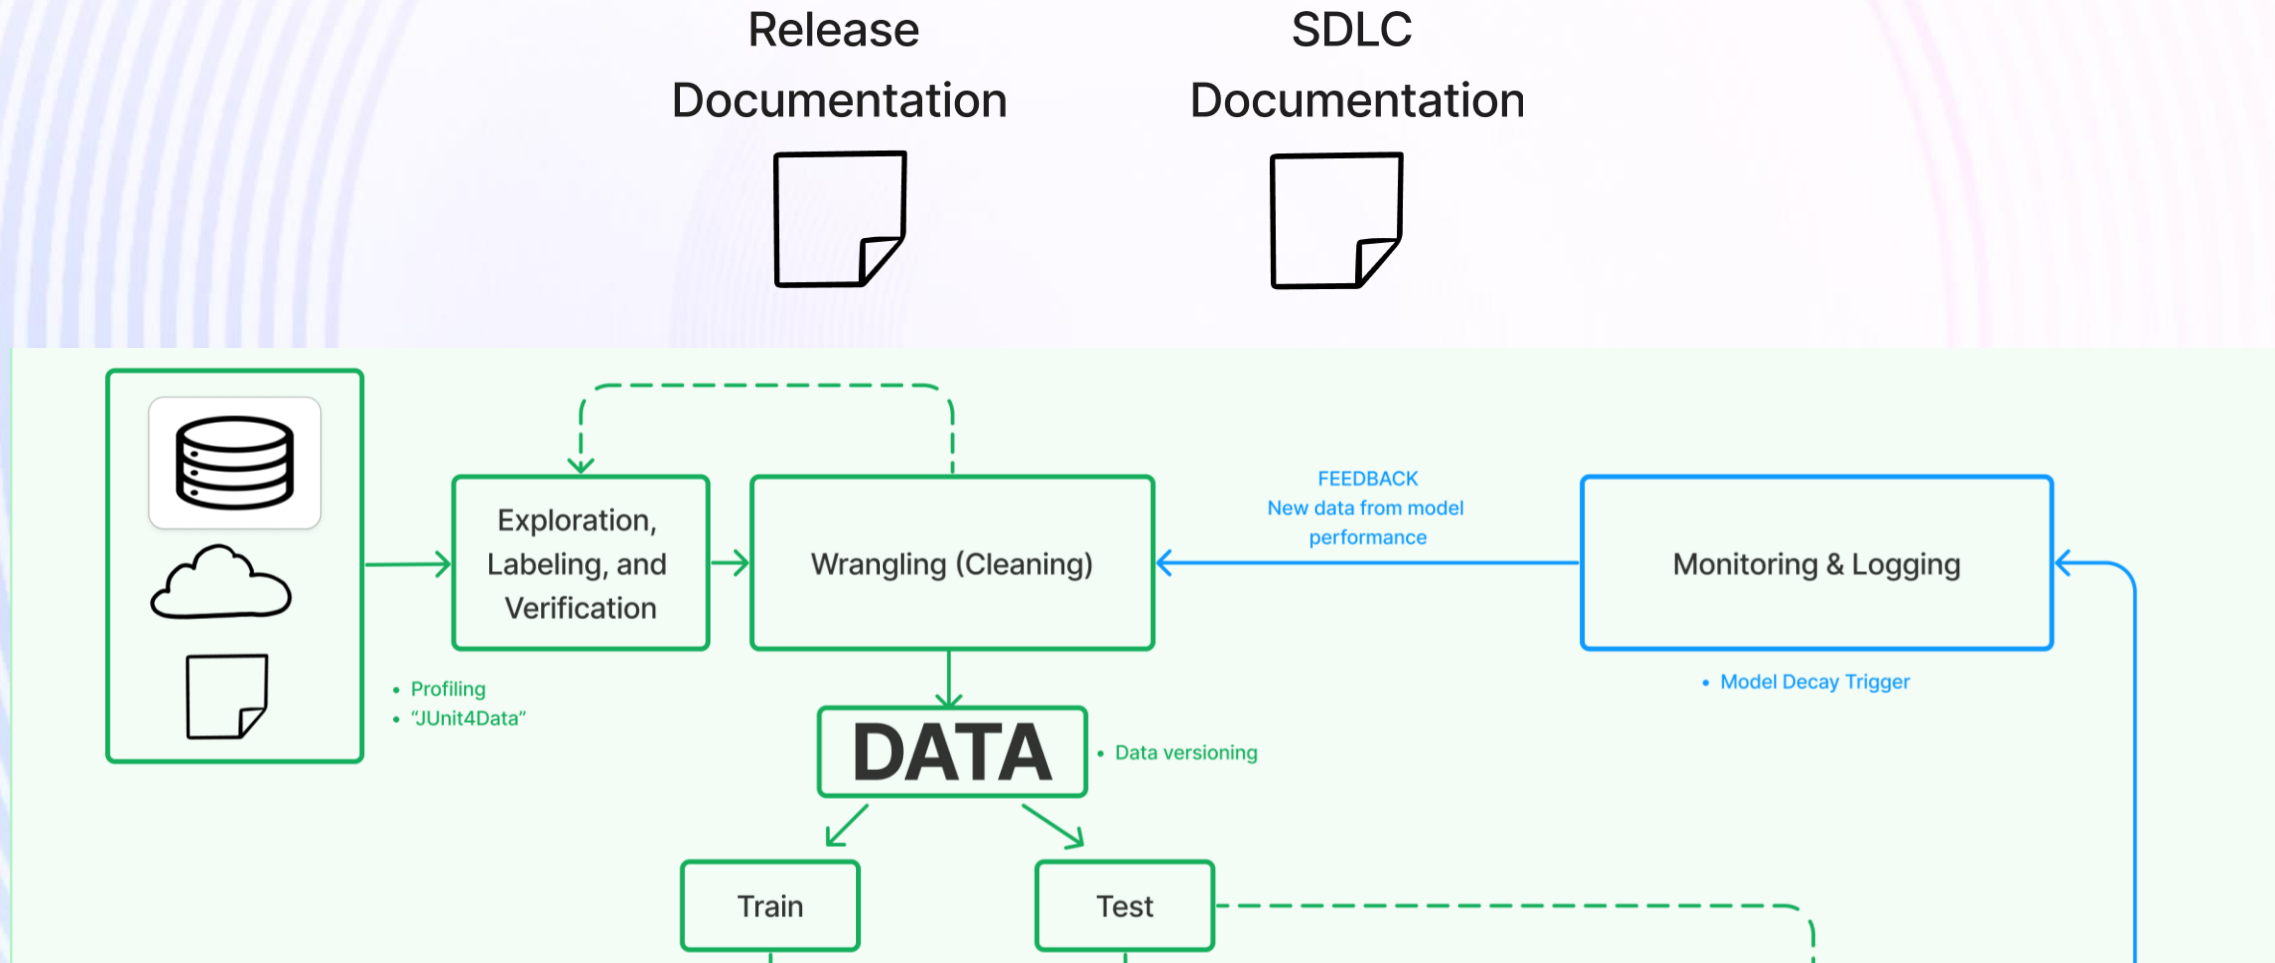 Release
Documentation
SDLC
Documentation
Exploration,
Labeling, and
Verification
Wrangling (Cleaning)
FEEDBACK
New data from model
performance
Monitoring & Logging
• Profiling
• “JUnit4Data”
• Model Decay Trigger
DATA
• Data versioning
Train
Test